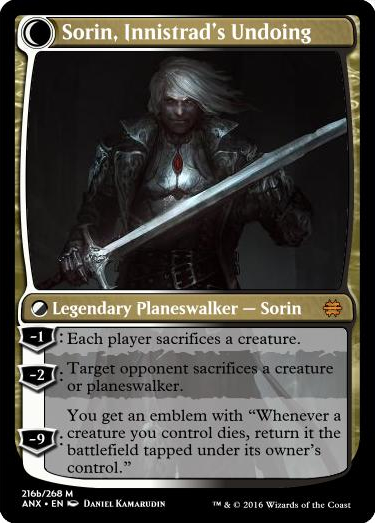 Sorin, Innistrad's Undoing
Legendary Planeswalker — Sorin
-1 : Each player sacrifices a creature.
-2 : Target opponent sacrifices a creature
or planeswalker.
You get an emblem with “Whenever a
creature you control dies, return it the
-9 : battlefield tapped under its owner's
control.”
216b/268 M
ANX • EN DANIEL KAMARUDIN
™ & © 2016 Wizards of the Coast